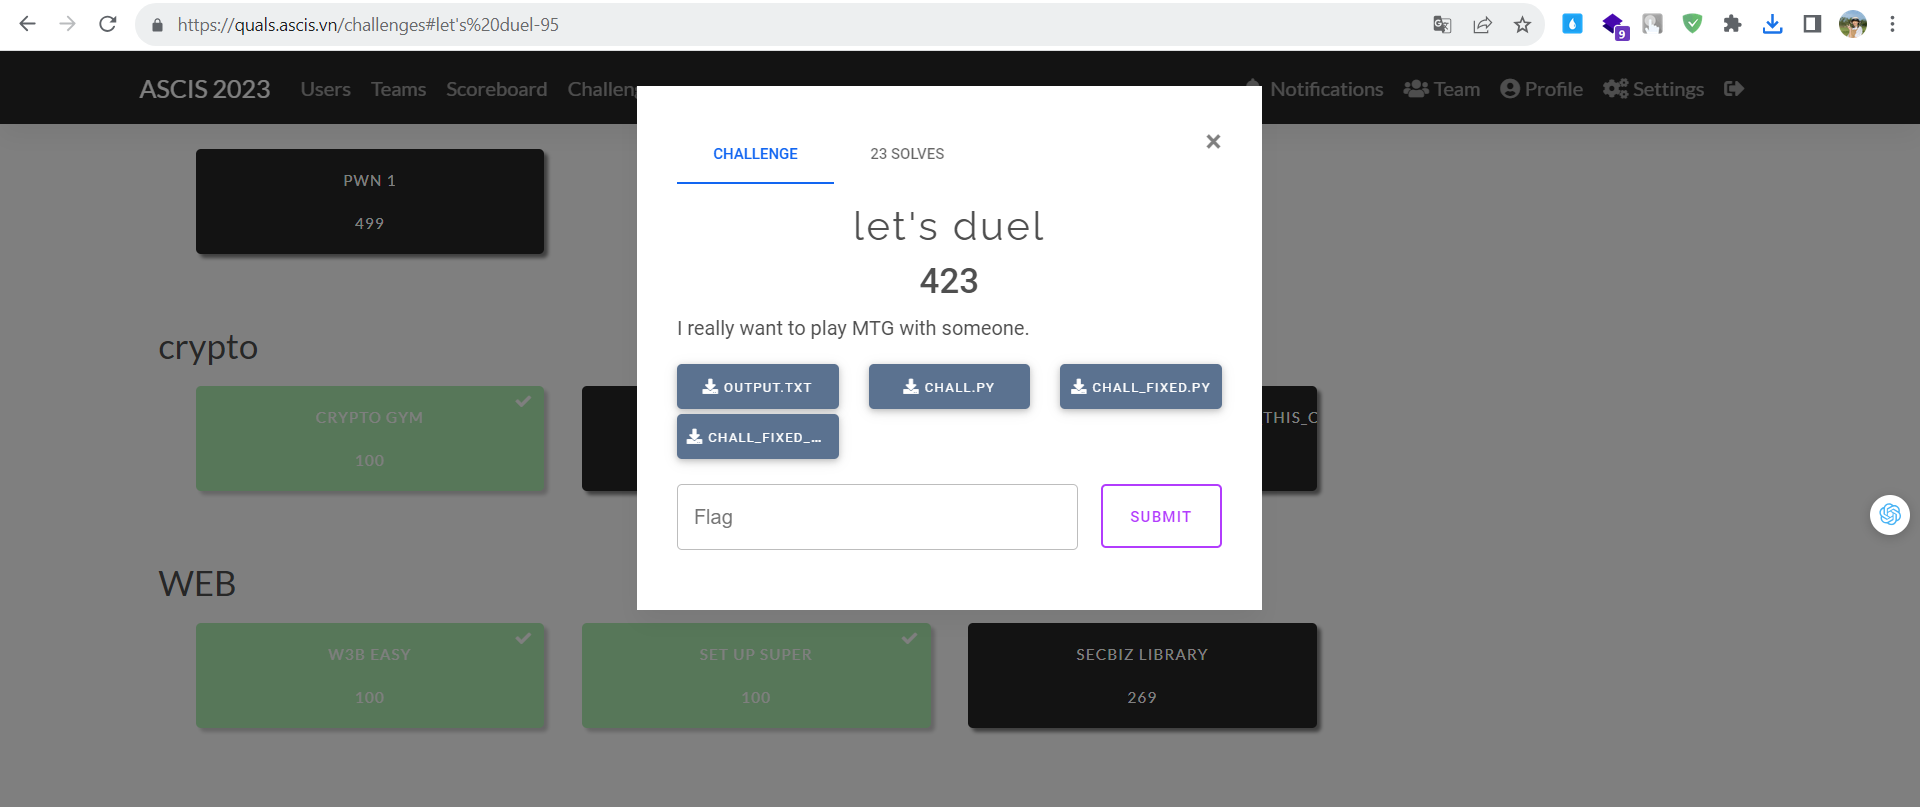 https://quals.ascis.vn/challenges#let's%20duel-95
9
ASCIS 2023 Users Teams Scoreboard Notifications Team Profile Settings
CHALLENGE 23 SOLVES ×
PWN 1
499
let's duel
423
I really want to play MTG with someone.
OUTPUT.TXT CHALL.PY CHALL_FIXED.PY
CHALL_FIXED_...
Flag SUBMIT
crypto
CRYPTO GYM
100
WEB
W3B EASY
100
SET UP SUPER
100
SECBIZ LIBRARY
269